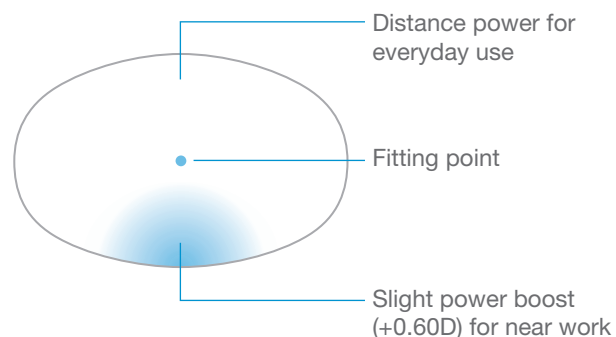 Distance power for
everyday use
Fitting point
Slight power boost
(+0.60D) for near work